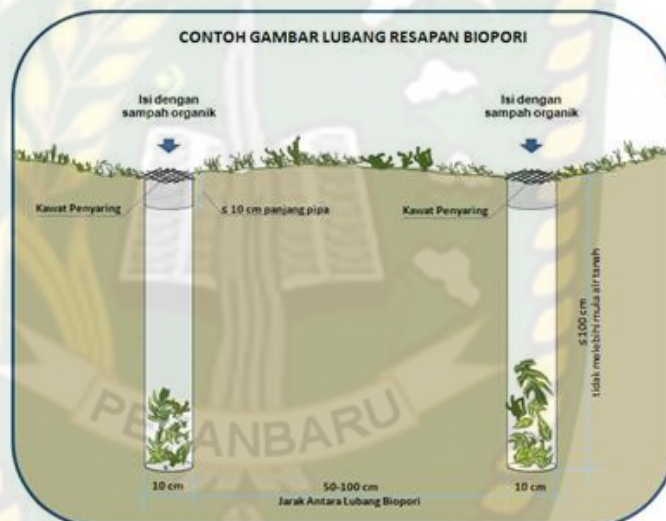 CONTOH GAMBAR LUBANG RESAPAN BIOPORI
Isi dengan
sampah organik
Isi dengan
sampah organik
Kawat Penyaring
≤ 10 cm panjang pipa
Kawat Penyaring
≤ 100 cm
tidak melebihi muka air tanah
PEKANBARU
10 cm
50-100 cm
10 cm
Jarak Antara Lubang Biopori